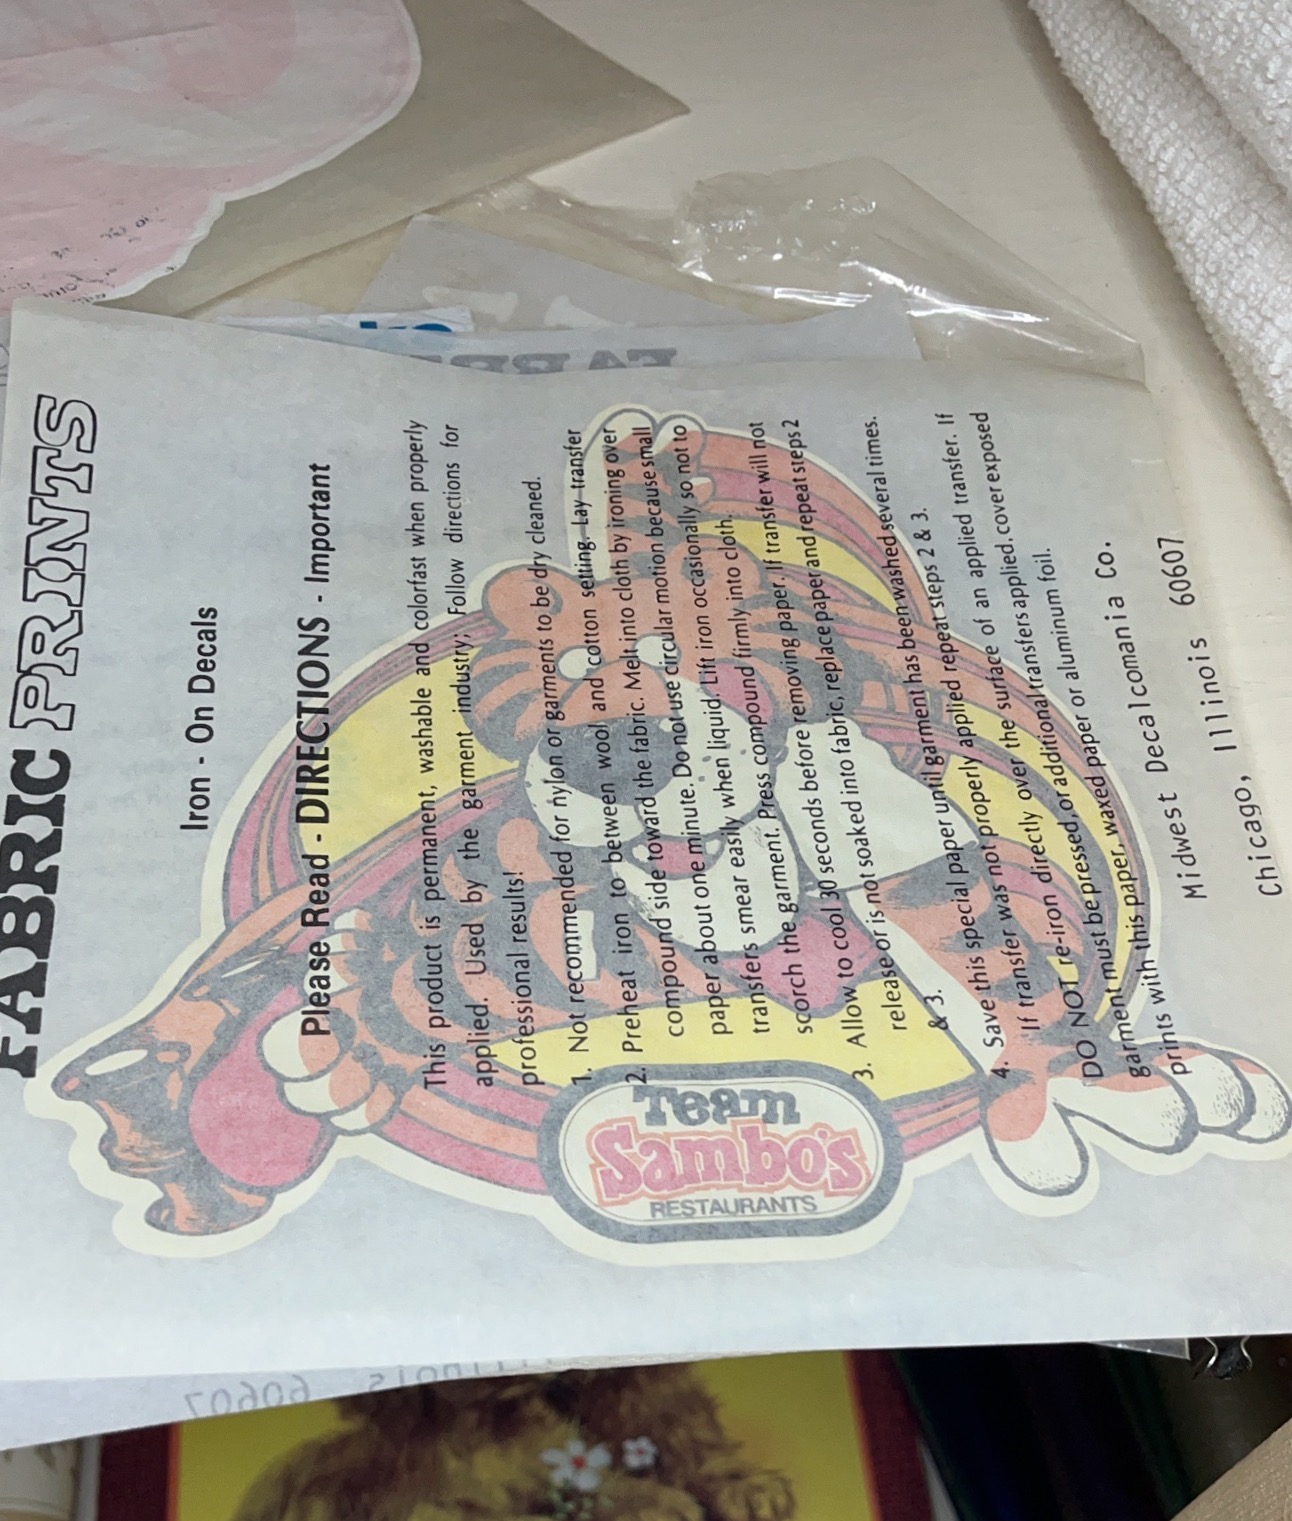 FABRIC PRINTS
Iron - On Decals
Please Read - DIRECTIONS - Important
This product is permanent, washable and colorfast when properly
applied. Used by the garment industry; Follow directions for
professional results!
1. Not recommended for nylon or garments to be dry cleaned.
2. Preheat iron to between wool and cotton setting. Lay transfer
compound side toward the fabric. Melt into cloth by ironing over
paper about one minute. Do not use circular motion because small
transfers smear easily when liquid. Lift iron occasionally so not to
scorch the garment. Press compound firmly into cloth.
3. Allow to cool 30 seconds before removing paper. If transfer will not
release or is not soaked into fabric, replace paper and repeat steps 2
& 3.
4. Save this special paper until garment has been washed several times.
If transfer was not properly applied repeat steps 2 & 3.
DO NOT re-iron directly over the surface of an applied transfer. If
garment must be pressed, or additional transfers applied, cover exposed
prints with this paper, waxed paper or aluminum foil.
Midwest Decalcomania Co.
Chicago, Illinois 60607
Team
Sambo's
RESTAURANTS
60607